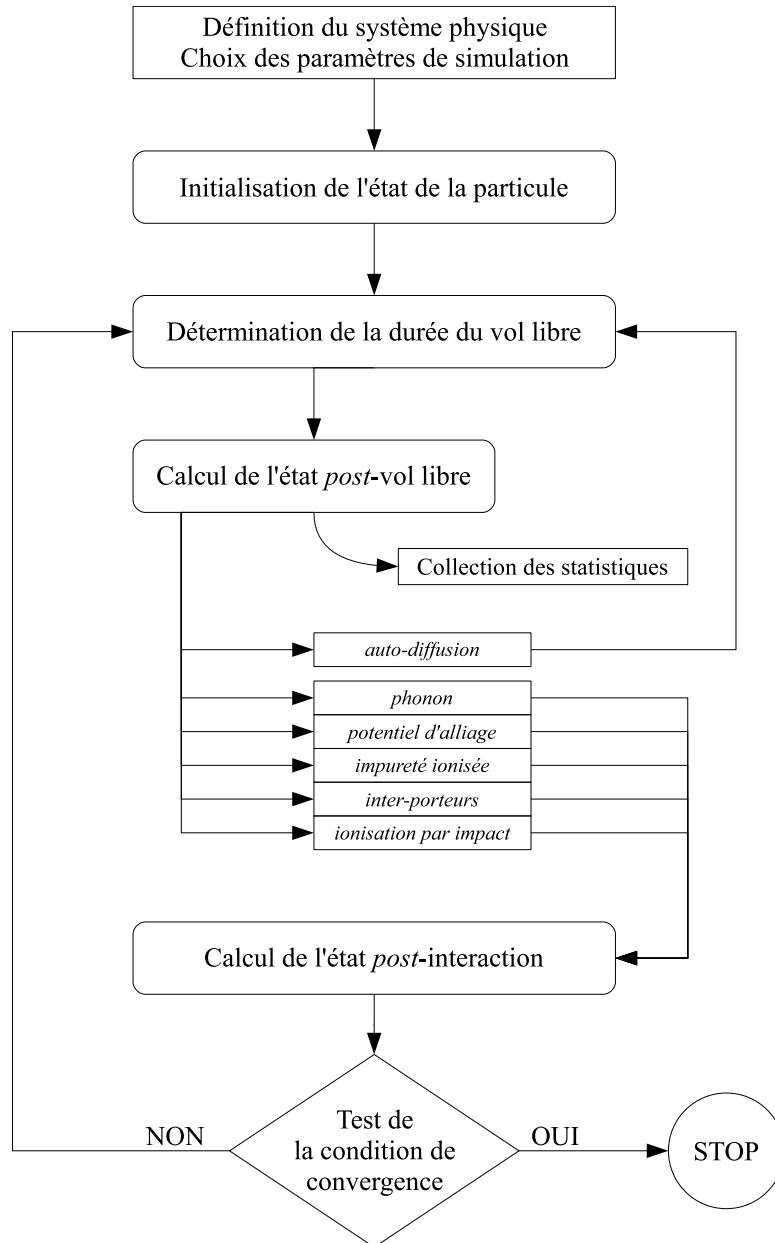 Définition du système physique
Choix des paramètres de simulation
Initialisation de l'état de la particule
Détermination de la durée du vol libre
Calcul de l'état post-vol libre
Collection des statistiques
auto-diffusion
phonon
potentiel d'alliage
impureté ionisée
inter-porteurs
ionisation par impact
Calcul de l'état post-interaction
NON
Test de
la condition de
convergence
OUI
STOP